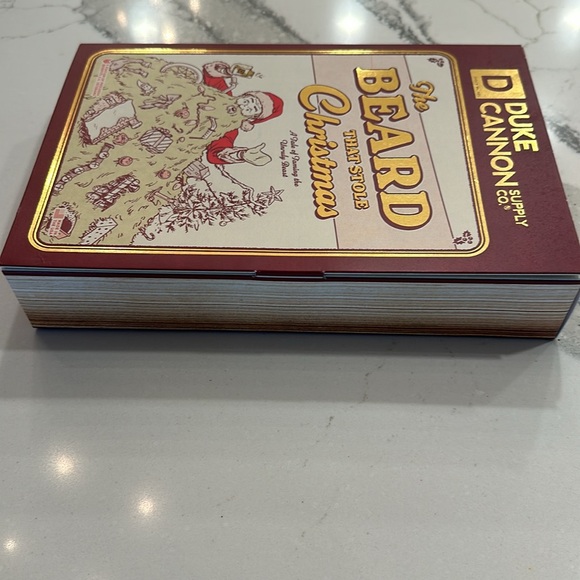 D
DUKE
CANNON
SUPPLY
CO.
The
BEARD
THAT STOLE
Christmas
A Tale of Taming the
Unruly Beast